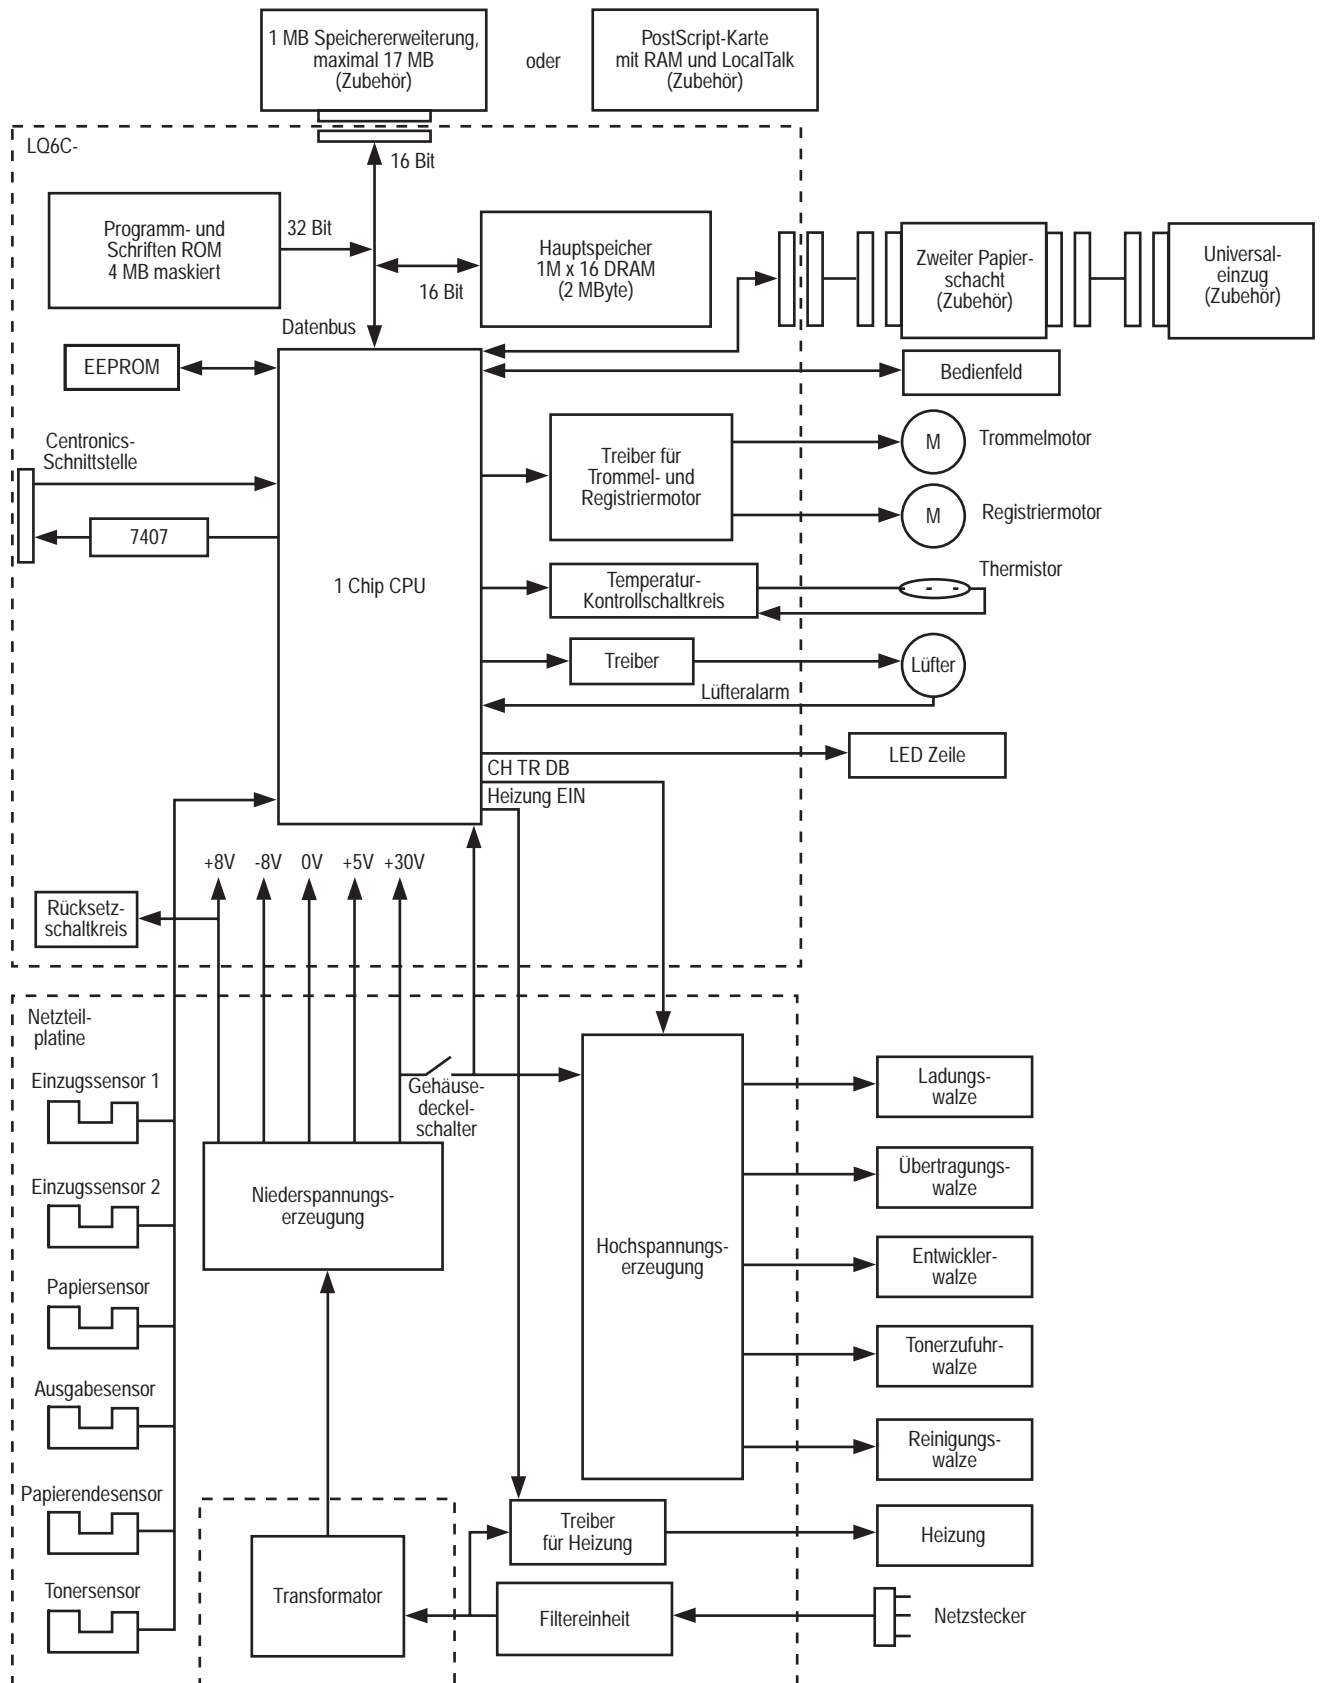 1 MB Speichererweiterung,
maximal 17 MB
(Zubehör)
oder
PostScript-Karte
mit RAM und LocalTalk
(Zubehör)
LQ6C-
16 Bit
Programm- und
Schriften ROM
4 MB maskiert
32 Bit
Hauptspeicher
1M x 16 DRAM
(2 MByte)
16 Bit
Zweiter Papier-
schacht
(Zubehör)
Universal-
einzug
(Zubehör)
Datenbus
EEPROM
Bedienfeld
Centronics-
Schnittstelle
7407
1 Chip CPU
Treiber für
Trommel- und
Registriermotor
M
Trommelmotor
M
Registriermotor
Temperatur-
Kontrollschaltkreis
Thermistor
Treiber
Lüfter
Lüfteralarm
LED Zeile
CH TR DB
Heizung EIN
+8V
-8V
0V
+5V
+30V
Rücksetz-
schaltkreis
Netzteil-
platine
Einzugssensor 1
Einzugssensor 2
Papiersensor
Ausgabesensor
Papierendesensor
Tonersensor
Gehäuse-
deckel-
schalter
Niederspannungs-
erzeugung
Hochspannungs-
erzeugung
Ladungs-
walze
Übertragungs-
walze
Entwickler-
walze
Tonerzufuhr-
walze
Reinigungs-
walze
Treiber
für Heizung
Heizung
Transformator
Filtereinheit
Netzstecker